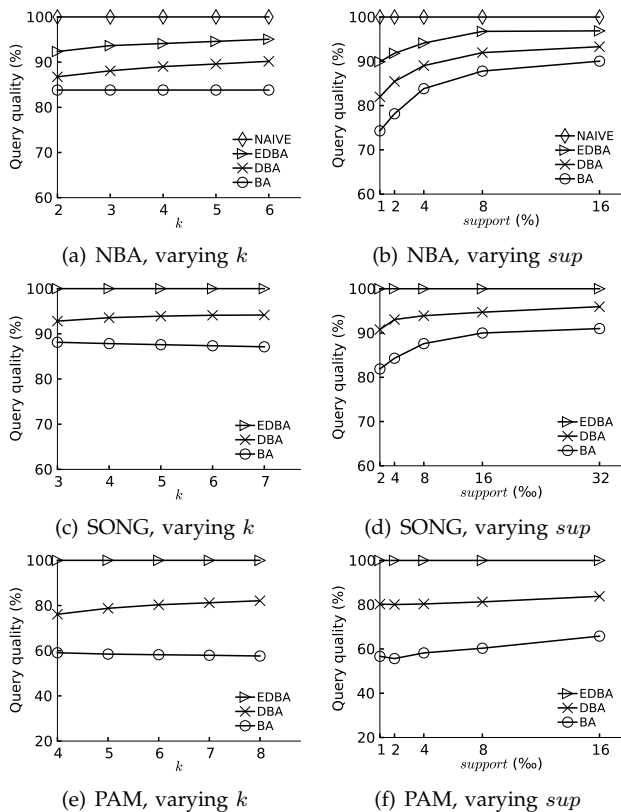 100
90
80
70
60
Query quality (%)
NAIVE
EDBA
DBA
BA
2 3 4 5 6
k
(a) NBA, varying k
100
90
80
70
60
Query quality (%)
NAIVE
EDBA
DBA
BA
1 2 4 8 16
support (%)
(b) NBA, varying sup
100
90
80
70
60
Query quality (%)
EDBA
DBA
BA
3 4 5 6 7
k
(c) SONG, varying k
100
90
80
70
60
Query quality (%)
EDBA
DBA
BA
2 4 8 16 32
support (‰)
(d) SONG, varying sup
100
80
60
40
20
Query quality (%)
EDBA
DBA
BA
4 5 6 7 8
k
(e) PAM, varying k
100
80
60
40
20
Query quality (%)
EDBA
DBA
BA
1 2 4 8 16
support (‰)
(f) PAM, varying sup